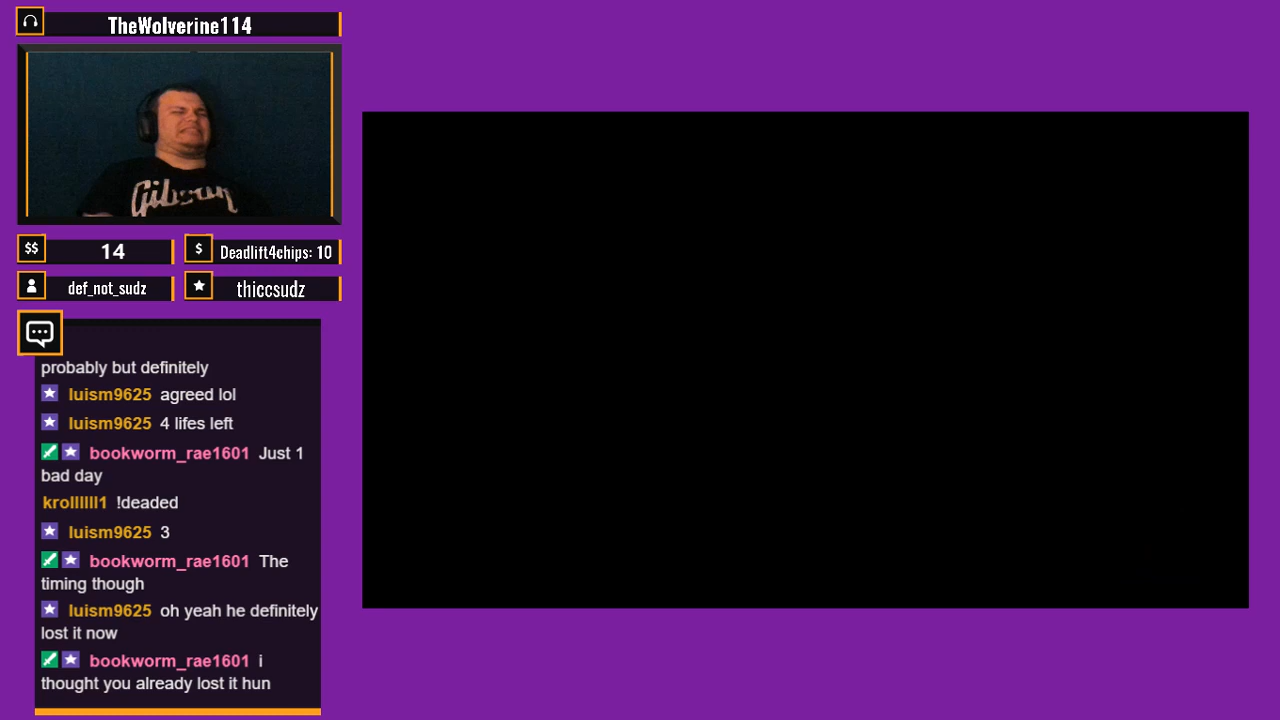 TheWolverine114
Gibson
$$ 14
$ Deadlift4chips: 10
def_not_sudz
thiccsudz
probably but definitely
luism9625 agreed lol
luism9625 4 lifes left
bookworm_rae1601 Just 1
bad day
krollllll1 !deaded
luism9625 3
bookworm_rae1601 The
timing though
luism9625 oh yeah he definitely
lost it now
bookworm_rae1601 i
thought you already lost it hun